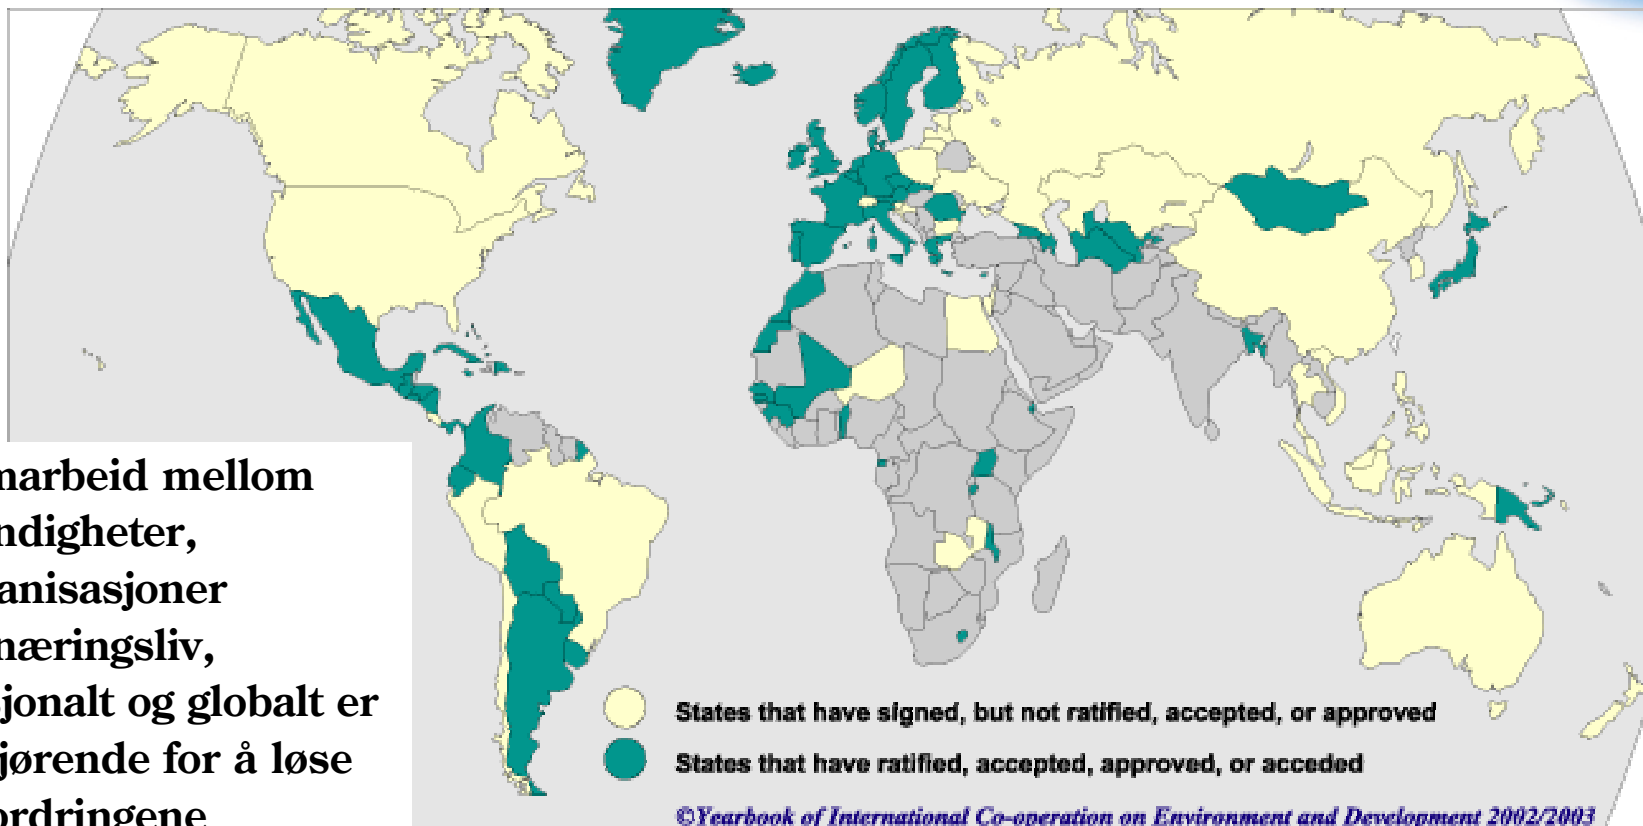 narbeid mellom
ndigheter,
anisasjoner
næringsliv,
sjonalt og globalt er
jørende for å løse
ordringene
States that have signed, but not ratified, accepted, or approved
States that have ratified, accepted, approved, or acceded
©Yearbook of International Co-operation on Environment and Development 2002/2003